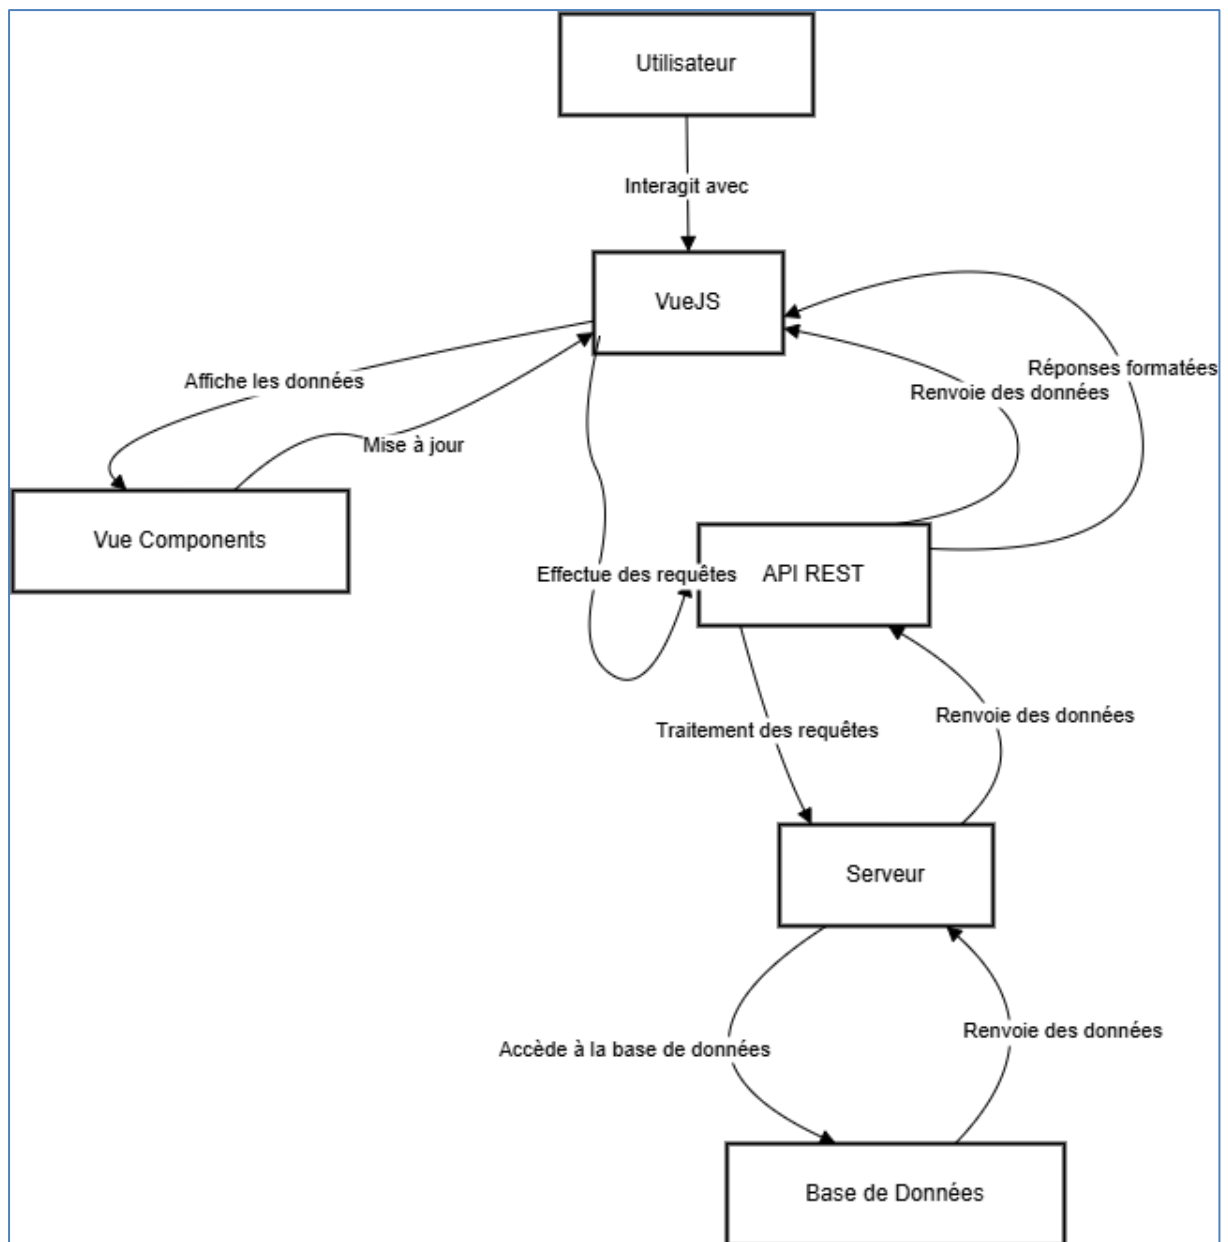 Utilisateur
Interagit avec
VueJS
Réponses formatées
Affiche les données
Renvoie des données
Mise à jour
Vue Components
Effectue des requêtes
API REST
Renvoie des données
Traitement des requêtes
Serveur
Renvoie des données
Accède à la base de données
Base de Données